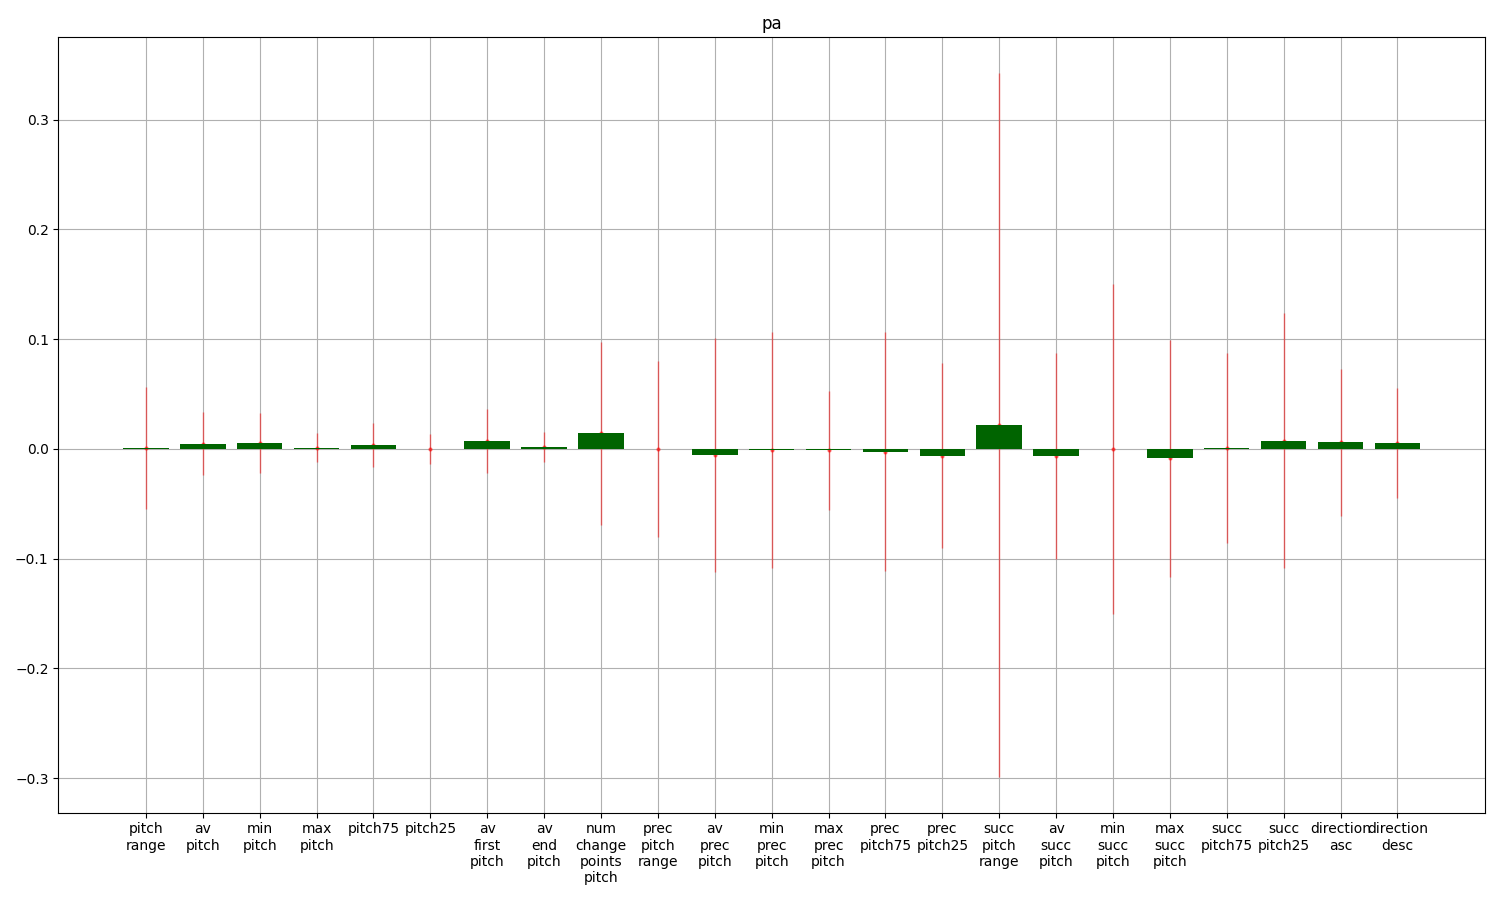 pa
0.3
0.2
0.1
0.0
−0.1
−0.2
−0.3
pitch
range
av
pitch
min
pitch
max
pitch
pitch75
pitch25
av
first
pitch
av
end
pitch
num
change
points
pitch
prec
pitch
range
av
prec
pitch
min
prec
pitch
max
prec
pitch
prec
pitch75
prec
pitch25
succ
pitch
range
av
succ
pitch
min
succ
pitch
max
succ
pitch
succ
pitch75
succ
pitch25
direction
asc
direction
desc